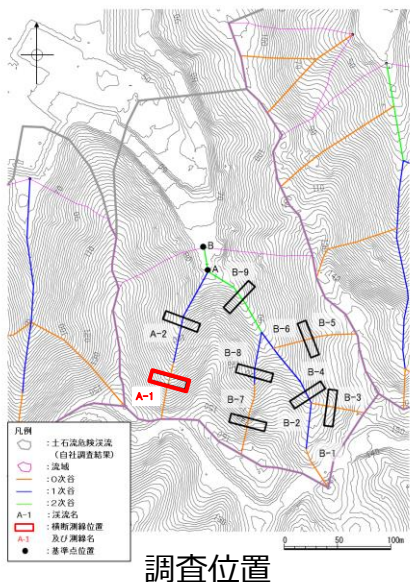 B
A
B-9
A-2
B-6
B-5
B-8
B-4
A-1
B-7
B-3
B-2
B-1
凡例
：土石流危険渓流
（自社調査結果）
：流域
：0次谷
：1次谷
：2次谷
A-1 ：渓流名
：横断測線位置
A-1 及び測線名
：基準点位置
0 100m
調査位置